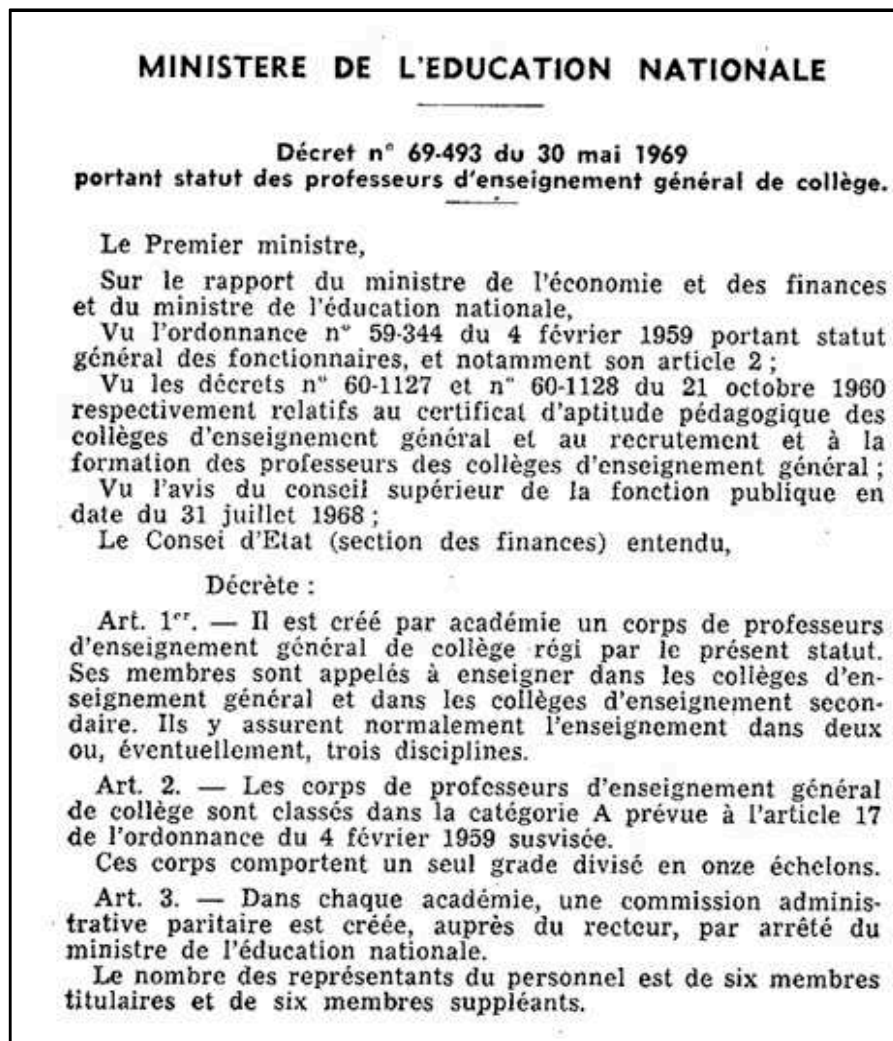 MINISTERE DE L'EDUCATION NATIONALE
Décret n° 69-493 du 30 mai 1969
portant statut des professeurs d'enseignement général de collège.
Le Premier ministre,
Sur le rapport du ministre de l'économie et des finances
et du ministre de l'éducation nationale,
Vu l'ordonnance n° 59-344 du 4 février 1959 portant statut
général des fonctionnaires, et notamment son article 2 ;
Vu les décrets n° 60-1127 et n° 60-1128 du 21 octobre 1960
respectivement relatifs au certificat d'aptitude pédagogique des
collèges d'enseignement général et au recrutement et à la
formation des professeurs des collèges d'enseignement général ;
Vu l'avis du conseil supérieur de la fonction publique en
date du 31 juillet 1968 ;
Le Consei d'Etat (section des finances) entendu,
Décrète :
Art. 1er. — Il est créé par académie un corps de professeurs
d'enseignement général de collège régi par le présent statut.
Ses membres sont appelés à enseigner dans les collèges d'en-
seignement général et dans les collèges d'enseignement secon-
daire. Ils y assurent normalement l'enseignement dans deux
ou, éventuellement, trois disciplines.
Art. 2. — Les corps de professeurs d'enseignement général
de collège sont classés dans la catégorie A prévue à l'article 17
de l'ordonnance du 4 février 1959 susvisée.
Ces corps comportent un seul grade divisé en onze échelons.
Art. 3. — Dans chaque académie, une commission adminis-
trative paritaire est créée, auprès du recteur, par arrêté du
ministre de l'éducation nationale.
Le nombre des représentants du personnel est de six membres
titulaires et de six membres suppléants.